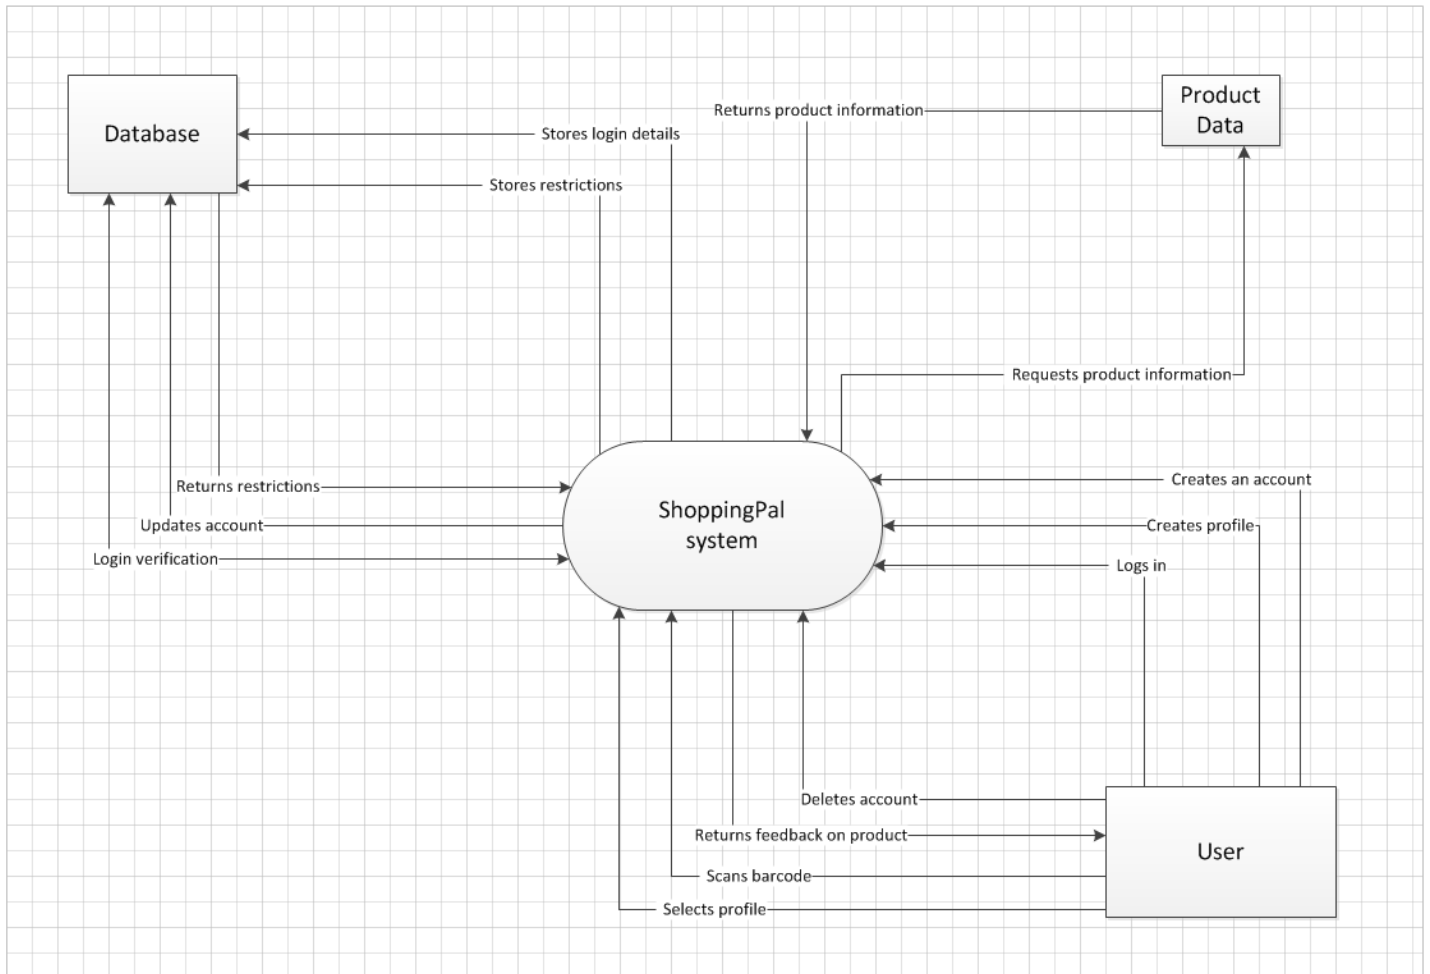 Product
Data
Returns product information
Database
Stores login details
Stores restrictions
Requests product information
Creates an account
Returns restrictions
ShoppingPal
system
Updates account
Creates profile
Login verification
Logs in
Deletes account
Returns feedback on product
User
Scans barcode
Selects profile